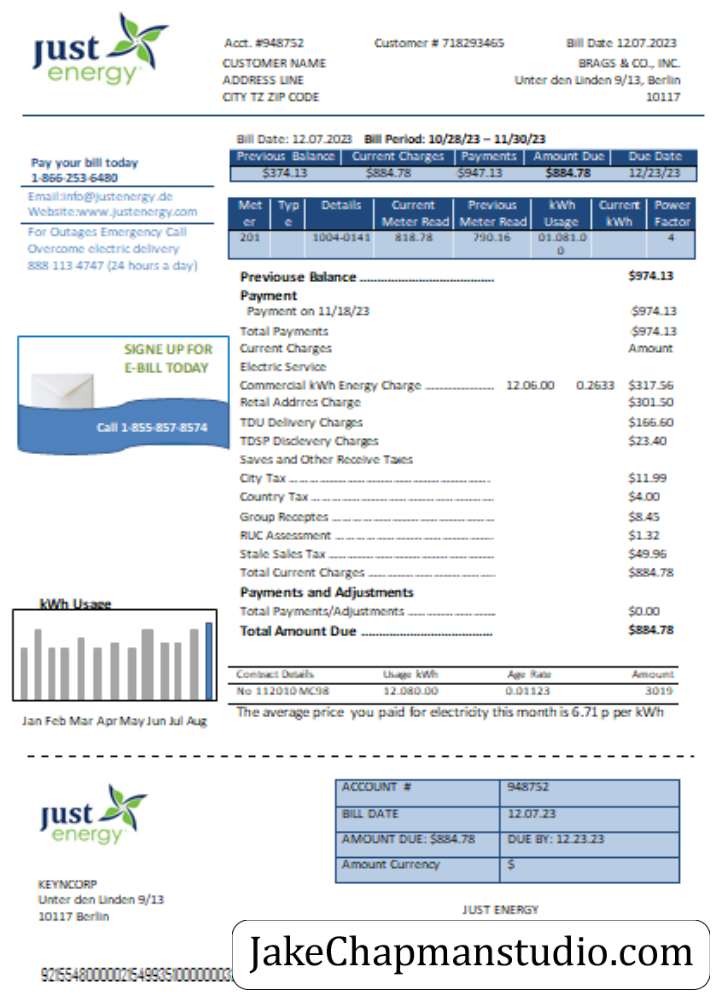 just energy
Acct. #948752 Customer # 718293465 Bill Date 12.07.2023
CUSTOMER NAME BRAGS & CO., INC.
ADDRESS LINE Unter den Linden 9/13, Berlin
CITY TZ ZIP CODE 10117
Bill Date: 12.07.2023 Bill Period: 10/28/23 – 11/30/23
Previous Balance Current Charges Payments Amount Due Due Date
$374.13 $884.78 $947.13 $884.78 12/23/23
Pay your bill today
1-866-253-6480
Email:info@justenergy.de
Website:www.justenergy.com
For Outages Emergency Call
Overcome electric delivery
888 113 4747 (24 hours a day)
Met er Typ e Details Current Meter Read Previous Meter Read kWh Usage Current kWh Power Factor
201 1004-0141 818.78 790.16 01.081.0 0 4
Previouse Balance $974.13
Payment
Payment on 11/18/23 $974.13
Total Payments -$974.13
Current Charges Amount
Electric Service
Commercial kWh Energy Charge 12.06.00 0.2633 $317.56
Retal Addrres Charge $301.50
TDU Delivery Charges $166.60
TDSP Disclevery Charges $23.40
Saves and Other Receive Taxes
City Tax $11.99
Country Tax $4.00
Group Receptes $8.45
RUC Assessment $1.32
Stale Sales Tax $49.96
Total Current Charges $884.78
Payments and Adjustments
Total Payments/Adjustments $0.00
Total Amount Due $884.78
SIGNE UP FOR
E-BILL TODAY
Call 1-855-857-8574
kWh Usage
Jan Feb Mar Apr May Jun Jul Aug
Contract Details Usage kWh Age Rate Amount
No 112010 MC98 12.080.00 0.01123 3019
The average price you paid for electricity this month is 6.71 p per kWh
just energy
ACCOUNT # 948752
BILL DATE 12.07.23
AMOUNT DUE: $884.78 DUE BY: 12.23.23
Amount Currency $
KEYNCORP
Unter den Linden 9/13
10117 Berlin
JUST ENERGY
JakeChapmanstudio.com